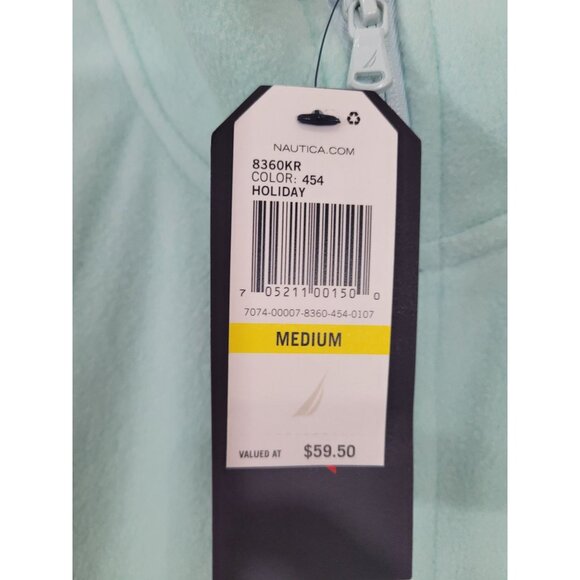 NAUTICA.COM
8360KR
COLOR: 454
HOLIDAY
7 05211 00150 0
7074-00007-8360-454-0107
MEDIUM
VALUED AT $59.50